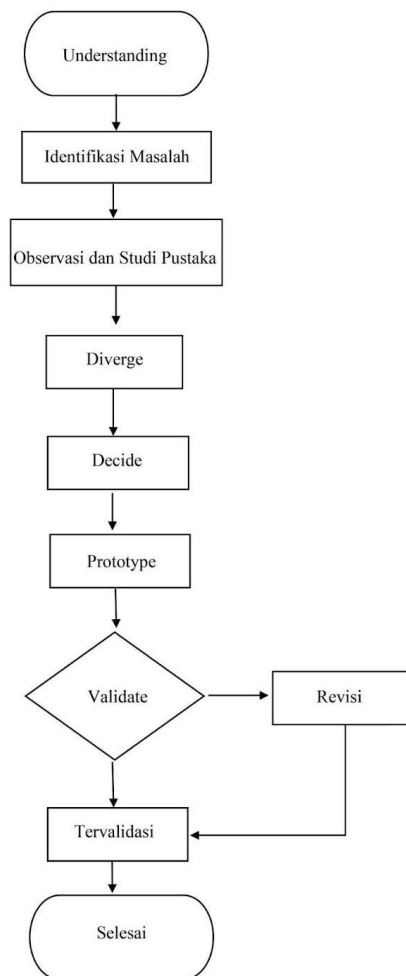 Understanding
Identifikasi Masalah
Observasi dan Studi Pustaka
Diverge
Decide
Prototype
Validate
Revisi
Tervalidasi
Selesai